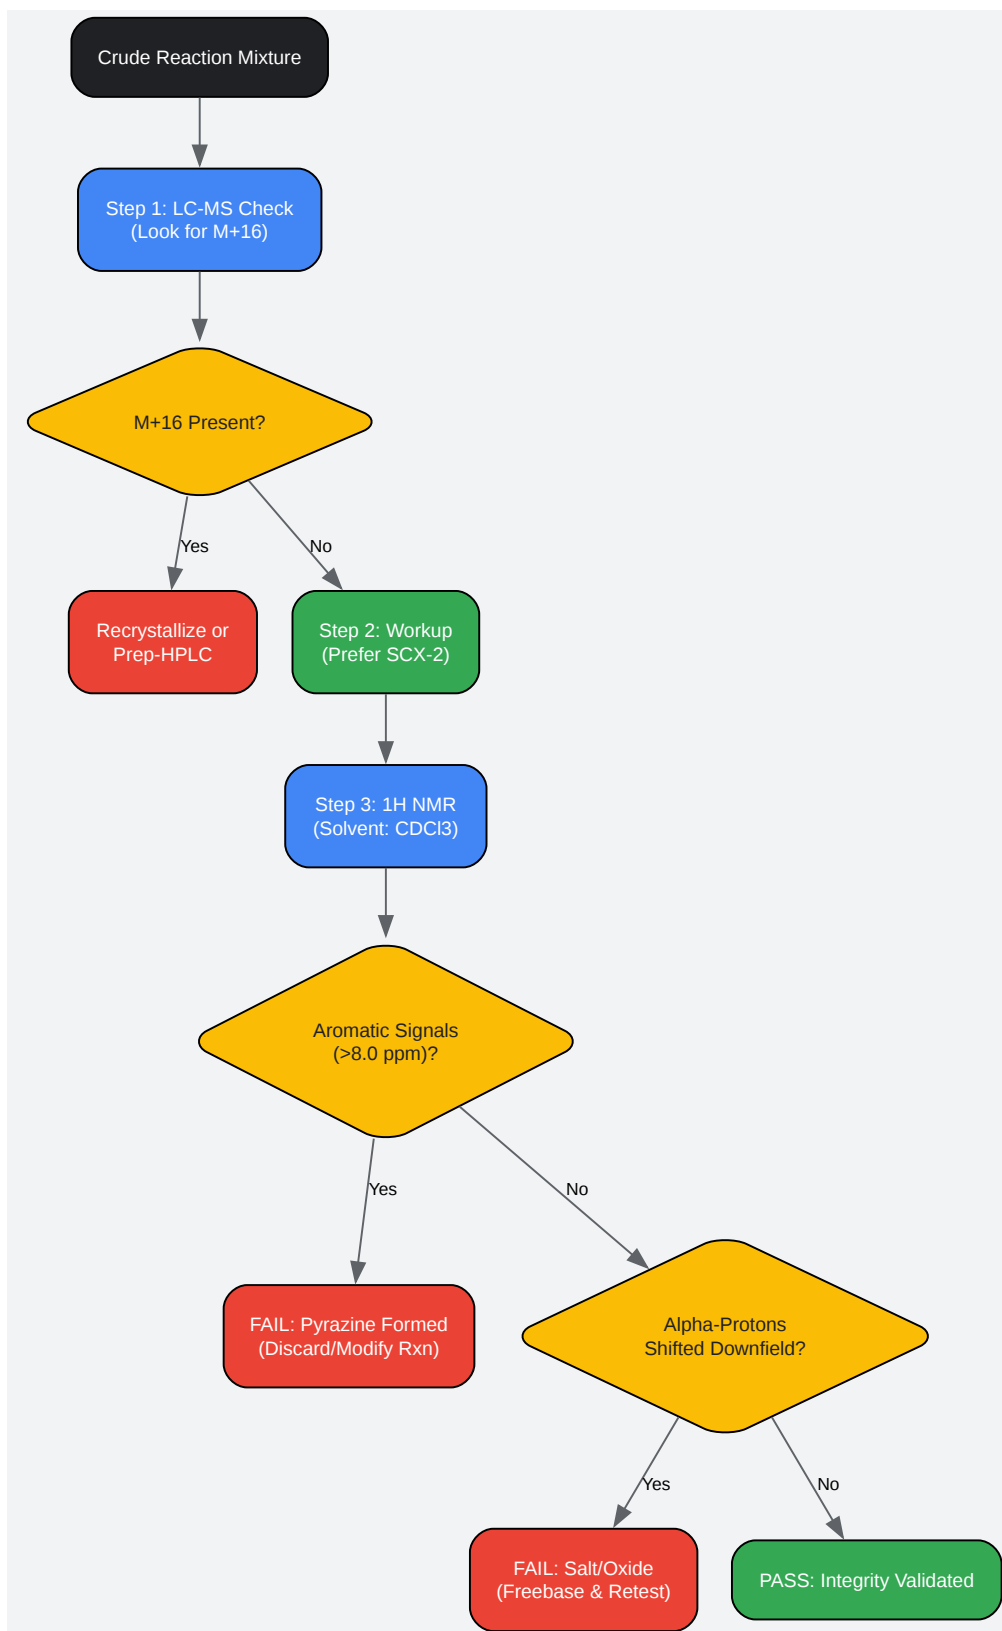 Crude Reaction Mixture
Step 1: LC-MS Check
(Look for M+16)
M+16 Present?
Yes
No
Recrystallize or
Prep-HPLC
Step 2: Workup
(Prefer SCX-2)
Step 3: 1H NMR
(Solvent: CDCl3)
Aromatic Signals
(>8.0 ppm)?
Yes
No
FAIL: Pyrazine Formed
(Discard/Modify Rxn)
Alpha-Protons
Shifted Downfield?
Yes
No
FAIL: Salt/Oxide
(Freebase & Retest)
PASS: Integrity Validated